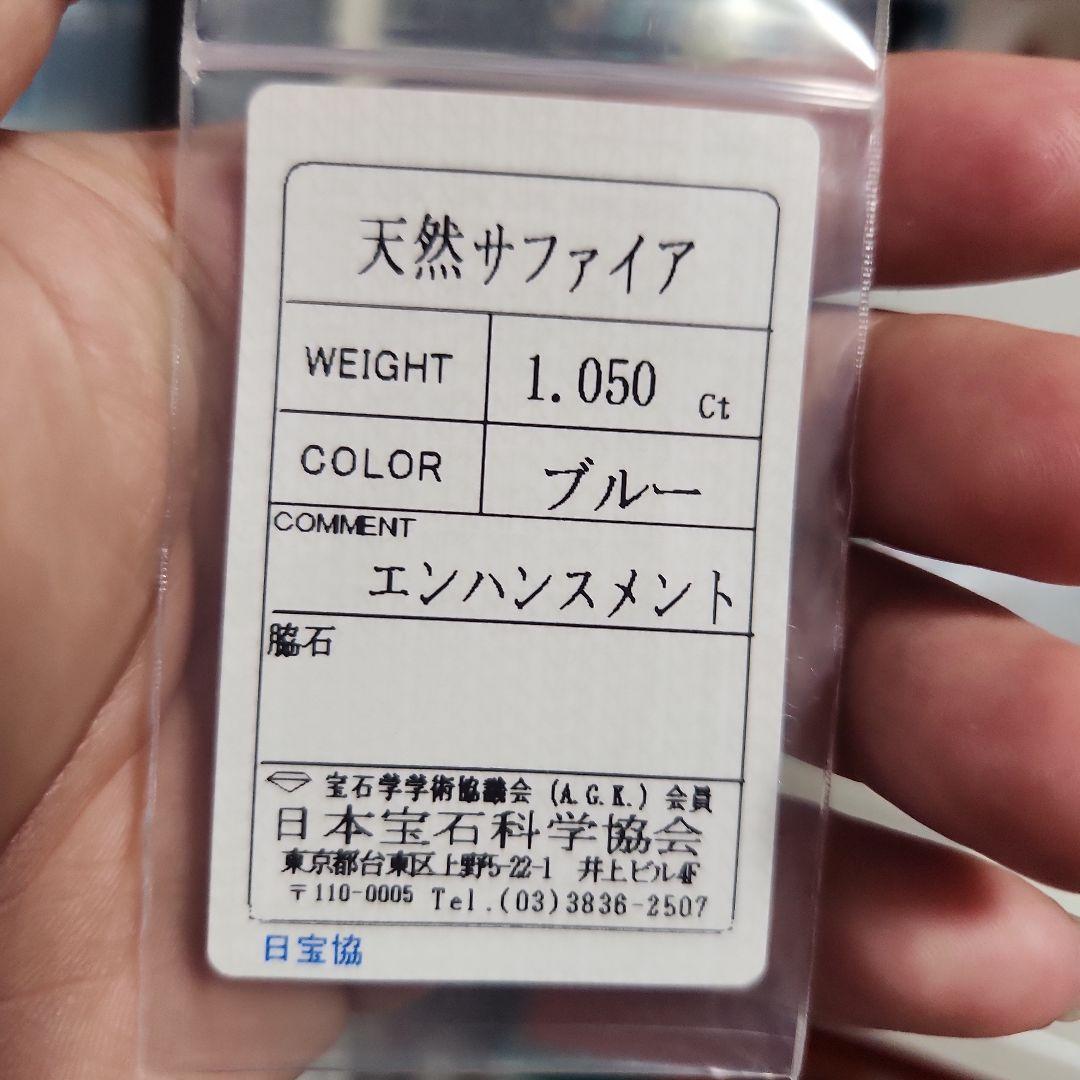 天然サファイア
WEIGHT 1.050 Ct
COLOR ブルー
COMMENT
エンハンスメント
脇石
宝石学学術協議会 (A.G.K.) 会員
日本宝石科学協会
東京都台東区上野5-22-1 井上ビル4F
〒110-0005 Tel.(03)3836-2507
日宝協